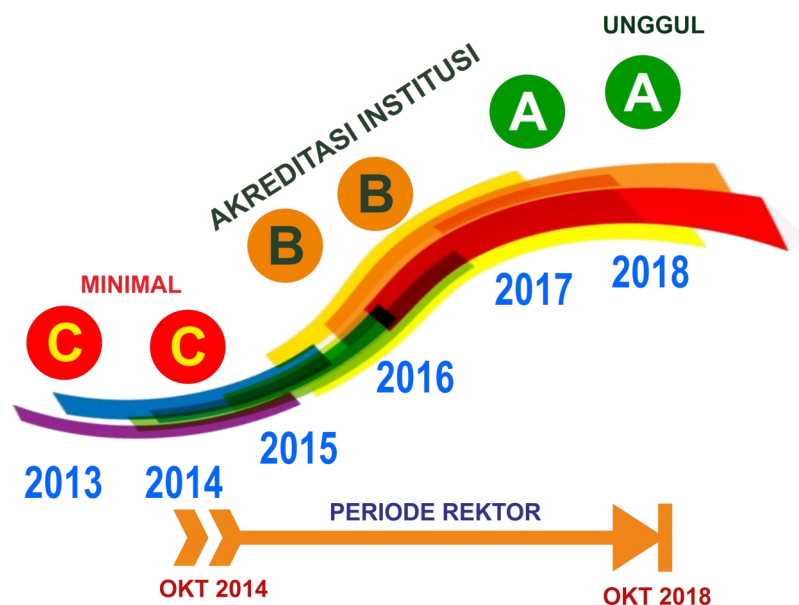 UNGGUL
A
A
AKREDITASI INSTITUSI
B
B
MINIMAL
C
C
2013
2014
2015
2016
2017
2018
PERIODE REKTOR
OKT 2014
OKT 2018